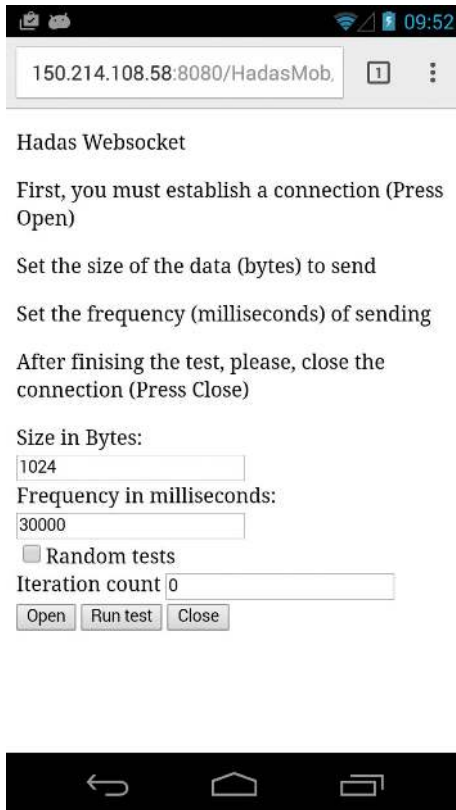 09:52
150.214.108.58:8080/HadasMob.
1
Hadas Websocket
First, you must establish a connection (Press
Open)
Set the size of the data (bytes) to send
Set the frequency (milliseconds) of sending
After finising the test, please, close the
connection (Press Close)
Size in Bytes:
1024
Frequency in milliseconds:
30000
Random tests
Iteration count 0
Open Run test Close